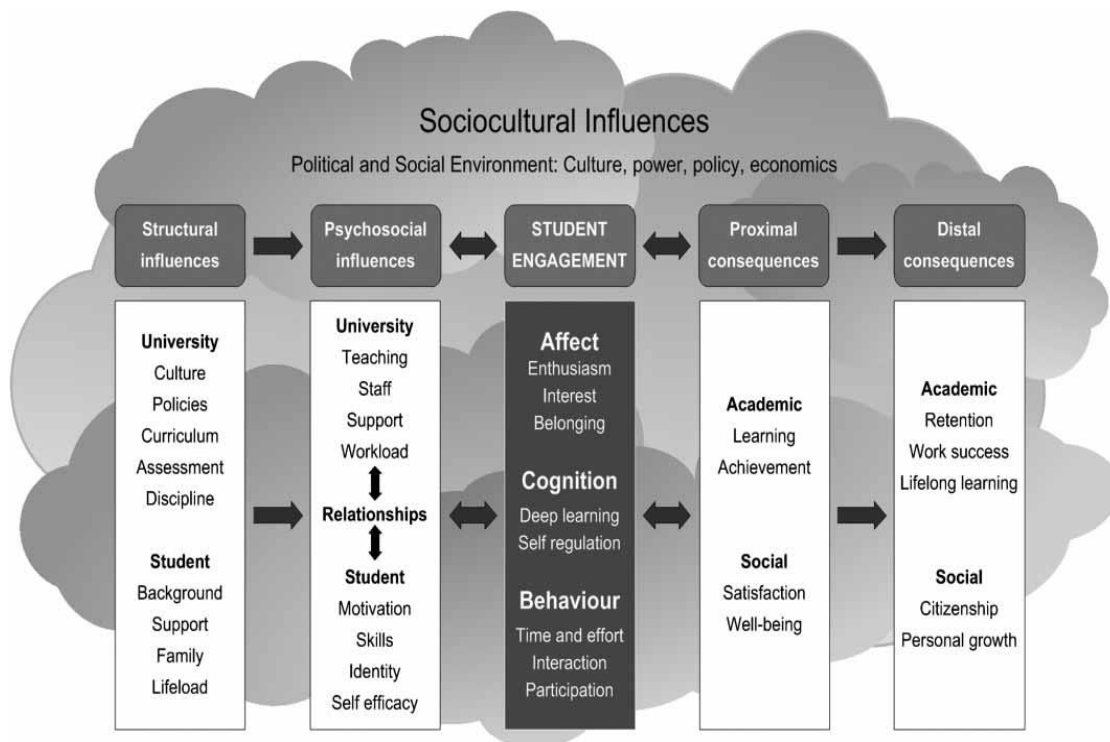 Sociocultural Influences
Political and Social Environment: Culture, power, policy, economics
Structural
influences
Psychosocial
influences
STUDENT
ENGAGEMENT
Proximal
consequences
Distal
consequences
University
Culture
Policies
Curriculum
Assessment
Discipline
Student
Background
Support
Family
Lifeload
University
Teaching
Staff
Support
Workload
Relationships
Student
Motivation
Skills
Identity
Self efficacy
Affect
Enthusiasm
Interest
Belonging
Cognition
Deep learning
Self regulation
Behaviour
Time and effort
Interaction
Participation
Academic
Learning
Achievement
Social
Satisfaction
Well-being
Academic
Retention
Work success
Lifelong learning
Social
Citizenship
Personal growth